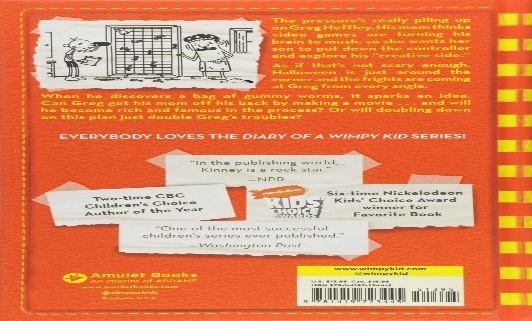 The pressure's really piling up
on Greg Heffley. His mom thinks
video games are turning his
brain to mush, so she wants her
son to put down the controller
and explore his "creative side."
As if that's not scary enough,
Halloween is just around the
corner and the frights are coming
at Greg from every angle.
When he discovers a bag of gummy worms, it sparks an idea.
Can Greg get his mom off his back by making a movie . . . and will
he become rich and famous in the process? Or will doubling down
on this plan just double Greg's troubles?
EVERYBODY LOVES THE DIARY OF A WIMPY KID SERIES!
"In the publishing world,
Kinney is a rock star."
—NPR
Two-time CBC
Children's Choice
Author of the Year
nickelodeon
KIDS'
CHOICE
AWARDS
Six-time Nickelodeon
Kids' Choice Award
winner for
Favorite Book
"One of the most successful
children's series ever published."
—Washington Post
Amulet Books
An imprint of ABRAMS
amuletbooks.com
@abramskids
Printed in U.S.A.
www.wimpykid.com
@wimpykid